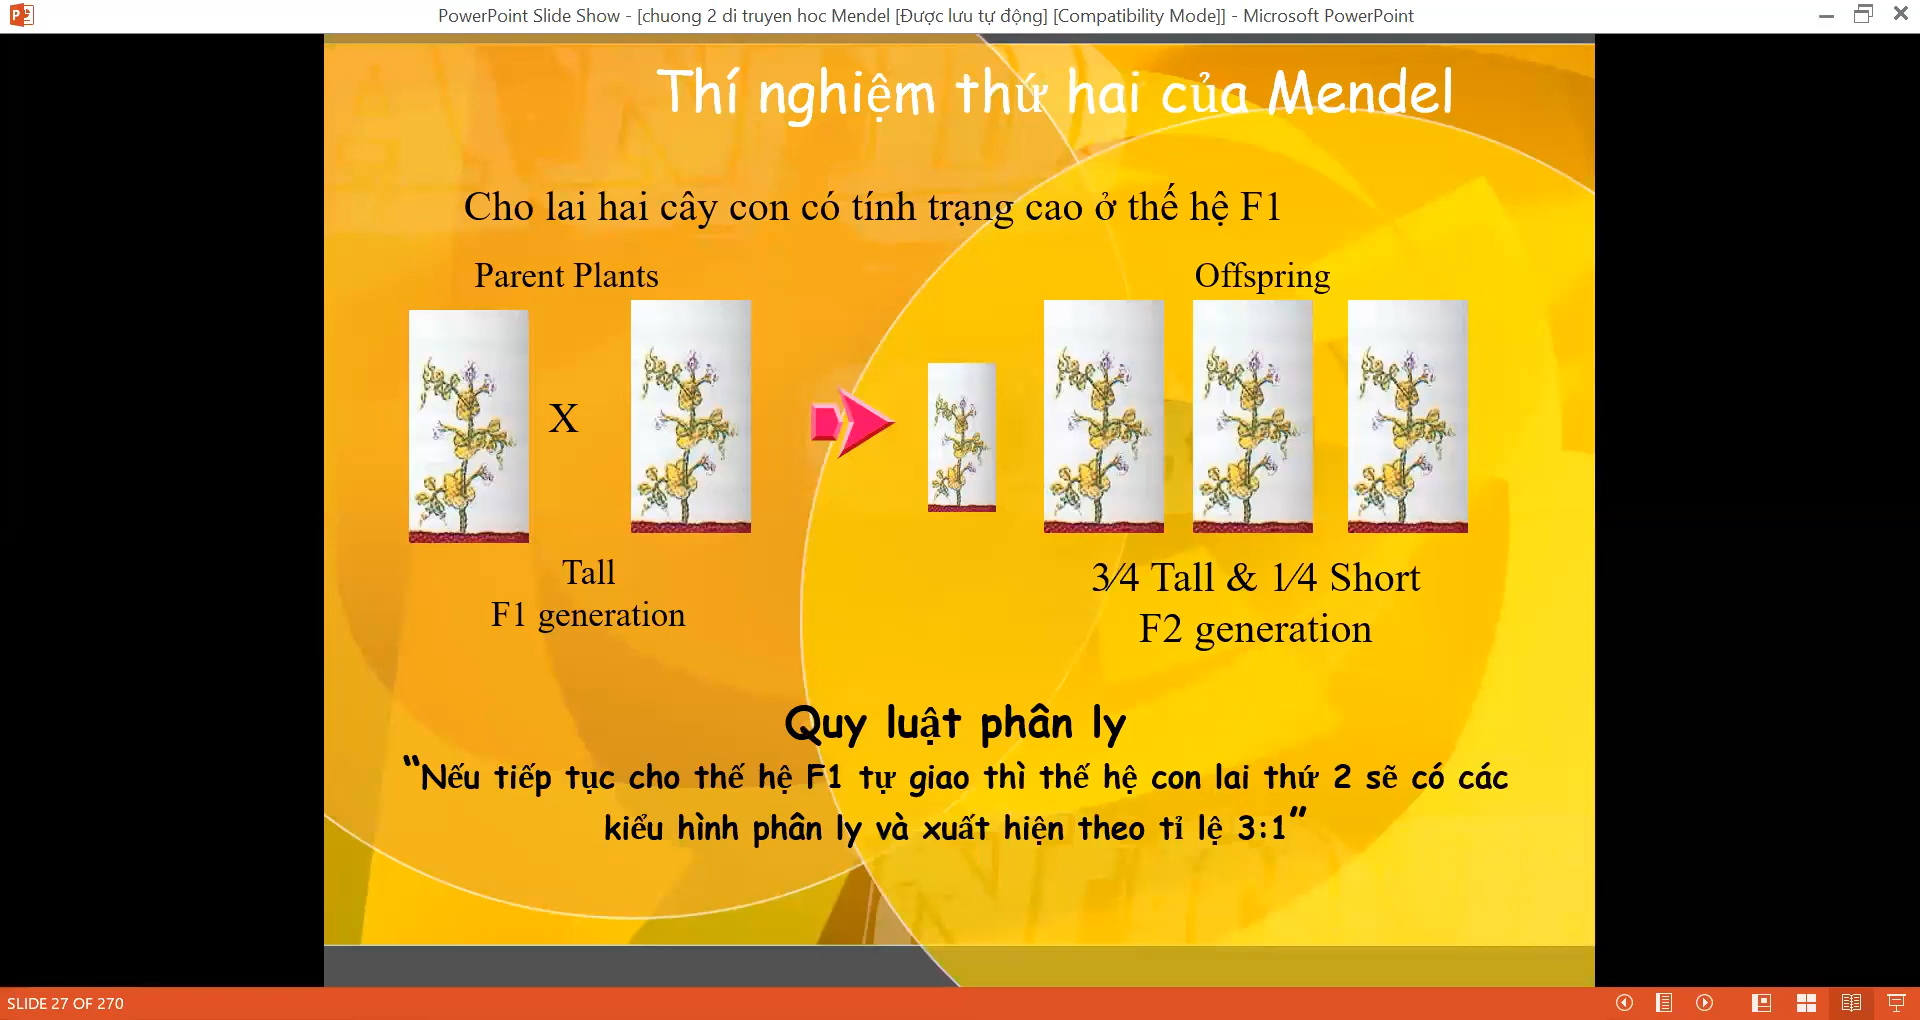 PowerPoint Slide Show - [chuong 2 di truyen hoc Mendel [Được lưu tự động] [Compatibility Mode]] - Microsoft PowerPoint
Thí nghiệm thứ hai của Mendel
Cho lai hai cây con có tính trạng cao ở thế hệ F1
Parent Plants
Offspring
X
Tall
F1 generation
3⁄4 Tall & 1⁄4 Short
F2 generation
Quy luật phân ly
“Nếu tiếp tục cho thế hệ F1 tự giao thì thế hệ con lai thứ 2 sẽ có các
kiểu hình phân ly và xuất hiện theo tỉ lệ 3:1”
SLIDE 27 OF 270